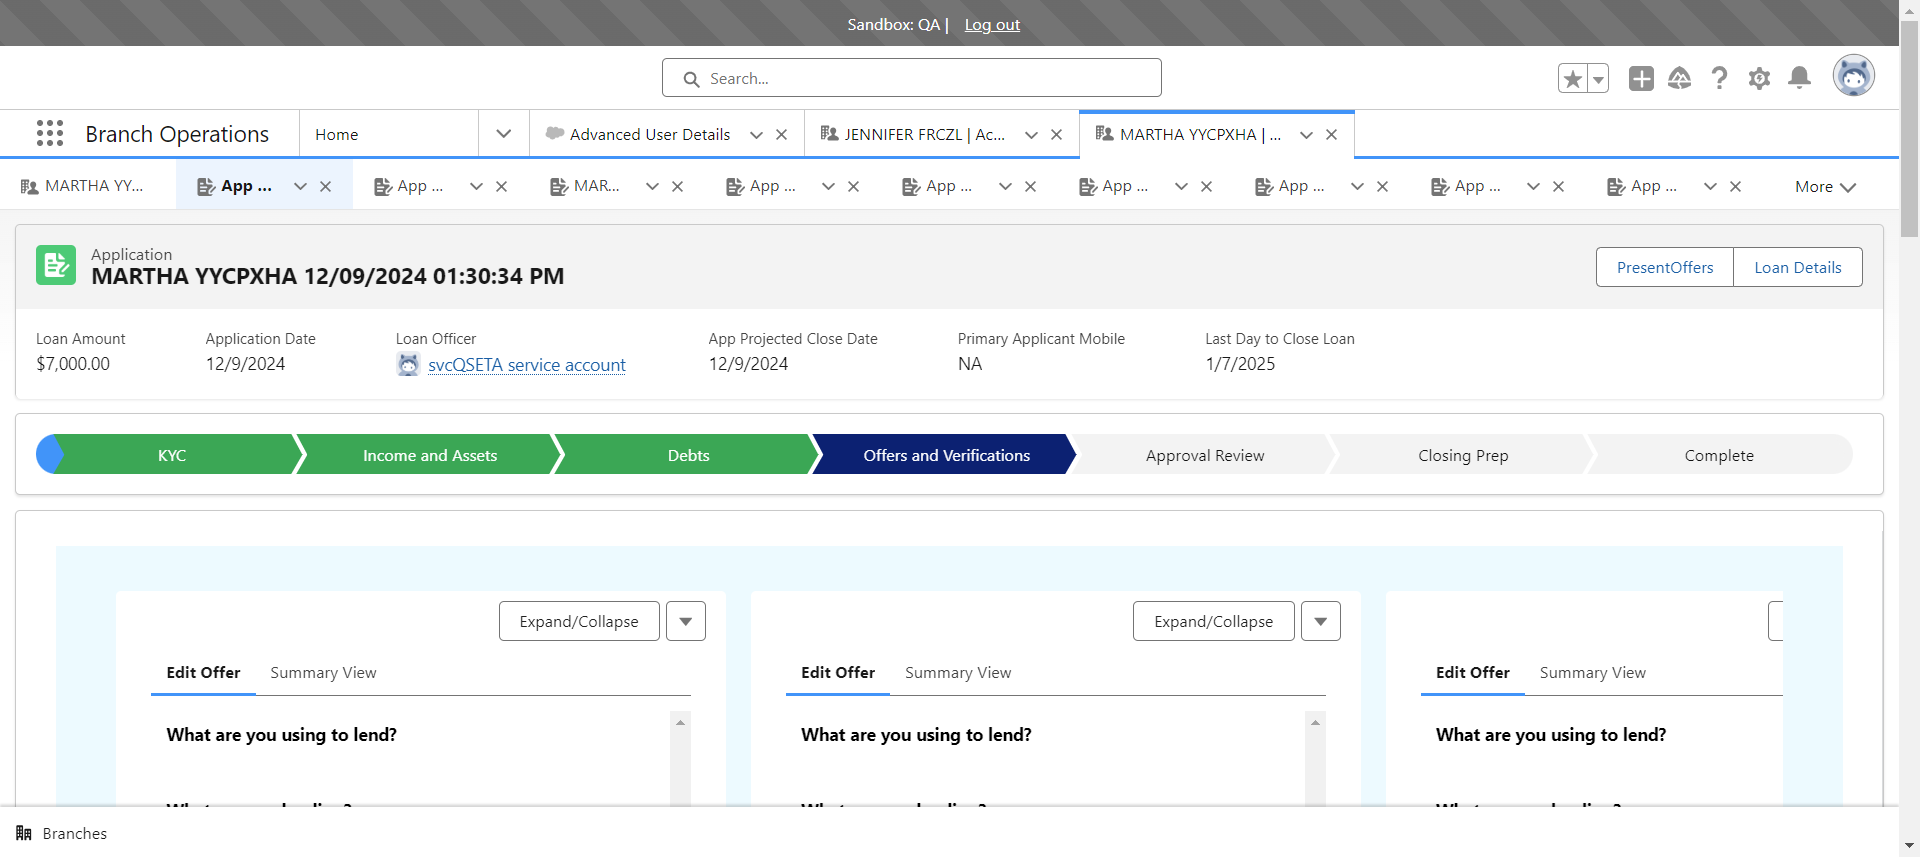 Sandbox: QA | Log out
Search...
Branch Operations Home Advanced User Details JENNIFER FRCZL | Ac... MARTHA YYCPXHA | ...
MARTHA YY... App ... App ... MAR... App ... App ... App ... App ... App ... App ... More
Application
MARTHA YYCPXHA 12/09/2024 01:30:34 PM
PresentOffers Loan Details
Loan Amount Application Date Loan Officer App Projected Close Date Primary Applicant Mobile Last Day to Close Loan
$7,000.00 12/9/2024 svcQSETA service account 12/9/2024 NA 1/7/2025
KYC Income and Assets Debts Offers and Verifications Approval Review Closing Prep Complete
Expand/Collapse Expand/Collapse
Edit Offer Summary View Edit Offer Summary View Edit Offer Summary View
What are you using to lend? What are you using to lend? What are you using to lend?
Branches